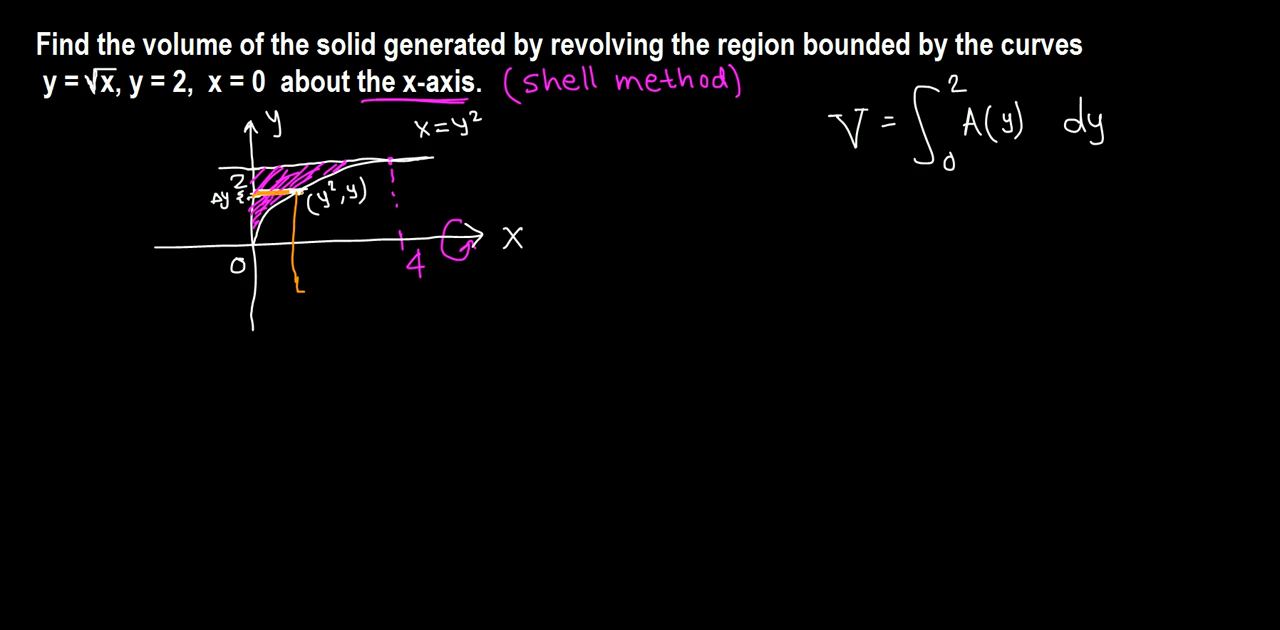 Find the volume of the solid generated by revolving the region bounded by the curves
y = √x, y = 2, x = 0 about the x-axis. (shell method)
V = ∫₀² A(y) dy
y
x = y²
2
Δy {
(y², y)
x
0
4